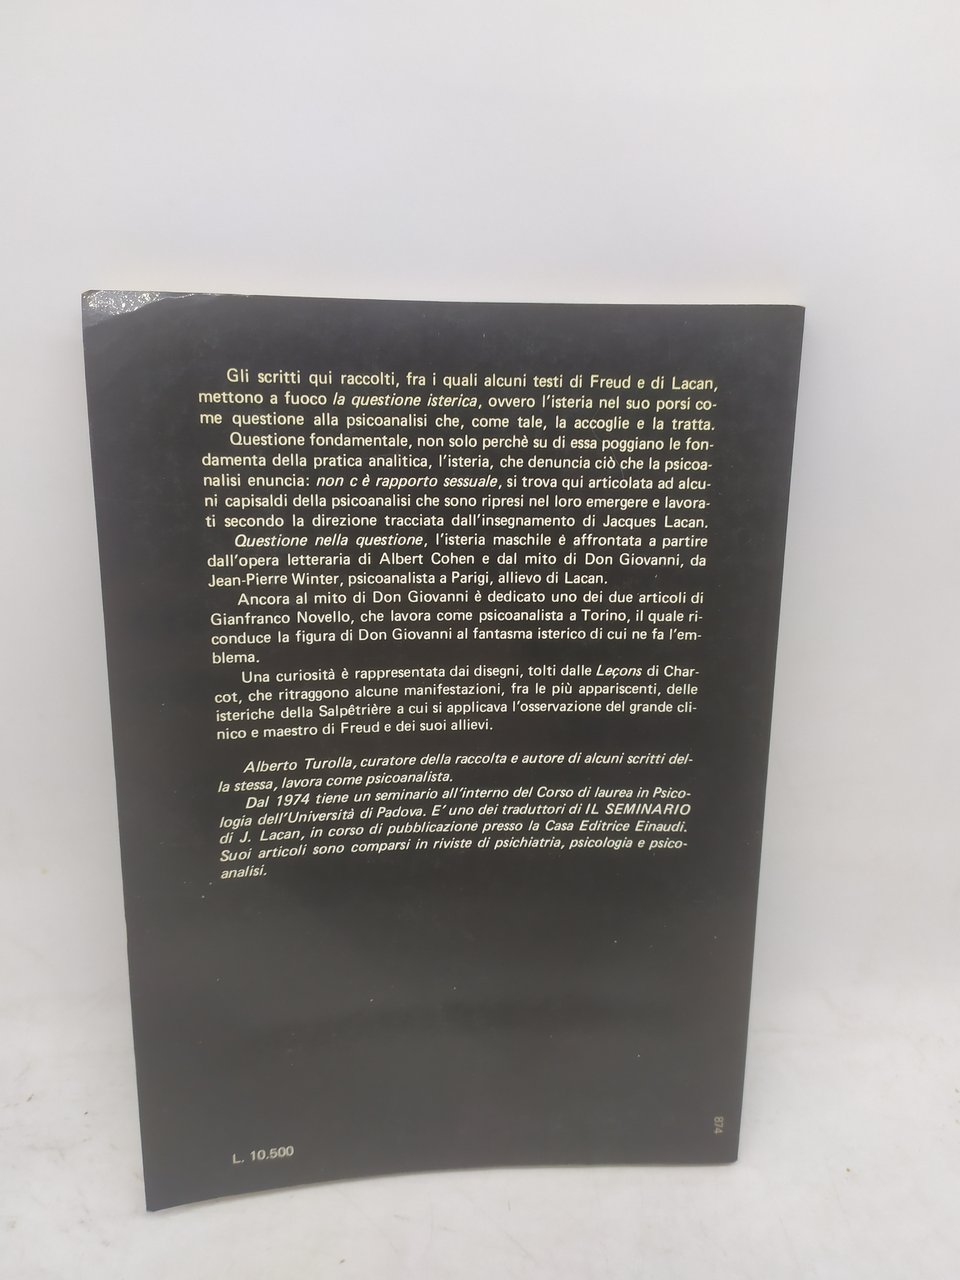 Gli scritti qui raccolti, fra i quali alcuni testi di Freud e di Lacan,
mettono a fuoco la questione isterica, ovvero l'isteria nel suo porsi co-
me questione alla psicoanalisi che, come tale, la accoglie e la tratta.
Questione fondamentale, non solo perchè su di essa poggiano le fon-
damenta della pratica analitica, l'isteria, che denuncia ciò che la psicoa-
nalisi enuncia: non c è rapporto sessuale, si trova qui articolata ad alcu-
ni capisaldi della psicoanalisi che sono ripresi nel loro emergere e lavora-
ti secondo la direzione tracciata dall'insegnamento di Jacques Lacan.
Questione nella questione, l'isteria maschile è affrontata a partire
dall'opera letteraria di Albert Cohen e dal mito di Don Giovanni, da
Jean-Pierre Winter, psicoanalista a Parigi, allievo di Lacan.
Ancora al mito di Don Giovanni è dedicato uno dei due articoli di
Gianfranco Novello, che lavora come psicoanalista a Torino, il quale ri-
conduce la figura di Don Giovanni al fantasma isterico di cui ne fa l'em-
blema.
Una curiosità è rappresentata dai disegni, tolti dalle Leçons di Char-
cot, che ritraggono alcune manifestazioni, fra le più appariscenti, delle
isteriche della Salpêtrière a cui si applicava l'osservazione del grande cli-
nico e maestro di Freud e dei suoi allievi.
Alberto Turolla, curatore della raccolta e autore di alcuni scritti del-
la stessa, lavora come psicoanalista.
Dal 1974 tiene un seminario all'interno del Corso di laurea in Psico-
logia dell'Università di Padova. E' uno dei traduttori di IL SEMINARIO
di J. Lacan, in corso di pubblicazione presso la Casa Editrice Einaudi.
Suoi articoli sono comparsi in riviste di psichiatria, psicologia e psico-
analisi.
L. 10.500
874